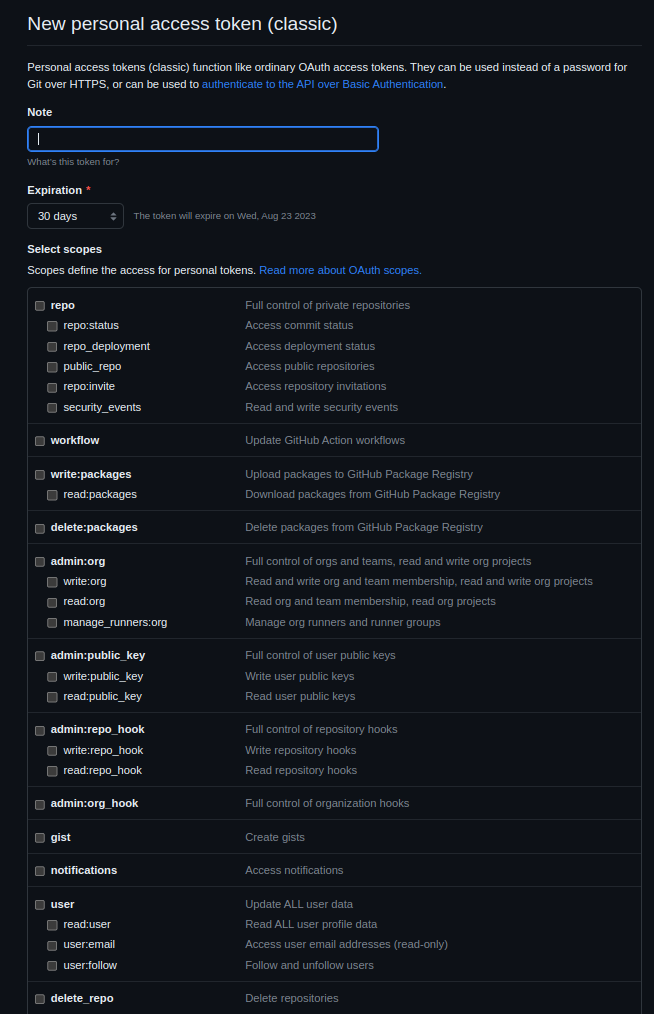 New personal access token (classic)
Personal access tokens (classic) function like ordinary OAuth access tokens. They can be used instead of a password for
Git over HTTPS, or can be used to authenticate to the API over Basic Authentication.
Note
What's this token for?
Expiration *
30 days The token will expire on Wed, Aug 23 2023
Select scopes
Scopes define the access for personal tokens. Read more about OAuth scopes.
repo Full control of private repositories
repo:status Access commit status
repo_deployment Access deployment status
public_repo Access public repositories
repo:invite Access repository invitations
security_events Read and write security events
workflow Update GitHub Action workflows
write:packages Upload packages to GitHub Package Registry
read:packages Download packages from GitHub Package Registry
delete:packages Delete packages from GitHub Package Registry
admin:org Full control of orgs and teams, read and write org projects
write:org Read and write org and team membership, read and write org projects
read:org Read org and team membership, read org projects
manage_runners:org Manage org runners and runner groups
admin:public_key Full control of user public keys
write:public_key Write user public keys
read:public_key Read user public keys
admin:repo_hook Full control of repository hooks
write:repo_hook Write repository hooks
read:repo_hook Read repository hooks
admin:org_hook Full control of organization hooks
gist Create gists
notifications Access notifications
user Update ALL user data
read:user Read ALL user profile data
user:email Access user email addresses (read-only)
user:follow Follow and unfollow users
delete_repo Delete repositories